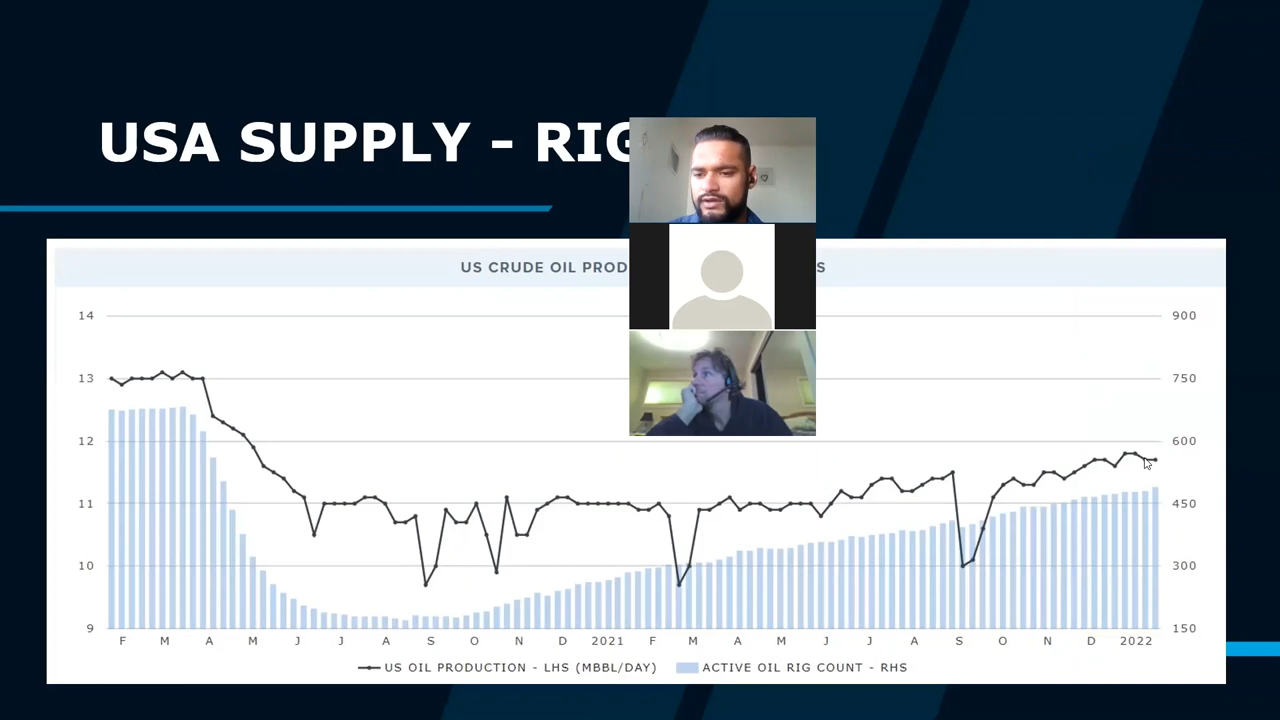 USA SUPPLY - RIG
US CRUDE OIL PROD S
14 900
13 750
12 600
11 450
10 300
9 150
F M A M J J A S O N D 2021 F M A M J J A S O N D 2022
US OIL PRODUCTION - LHS (MBBL/DAY) ACTIVE OIL RIG COUNT - RHS